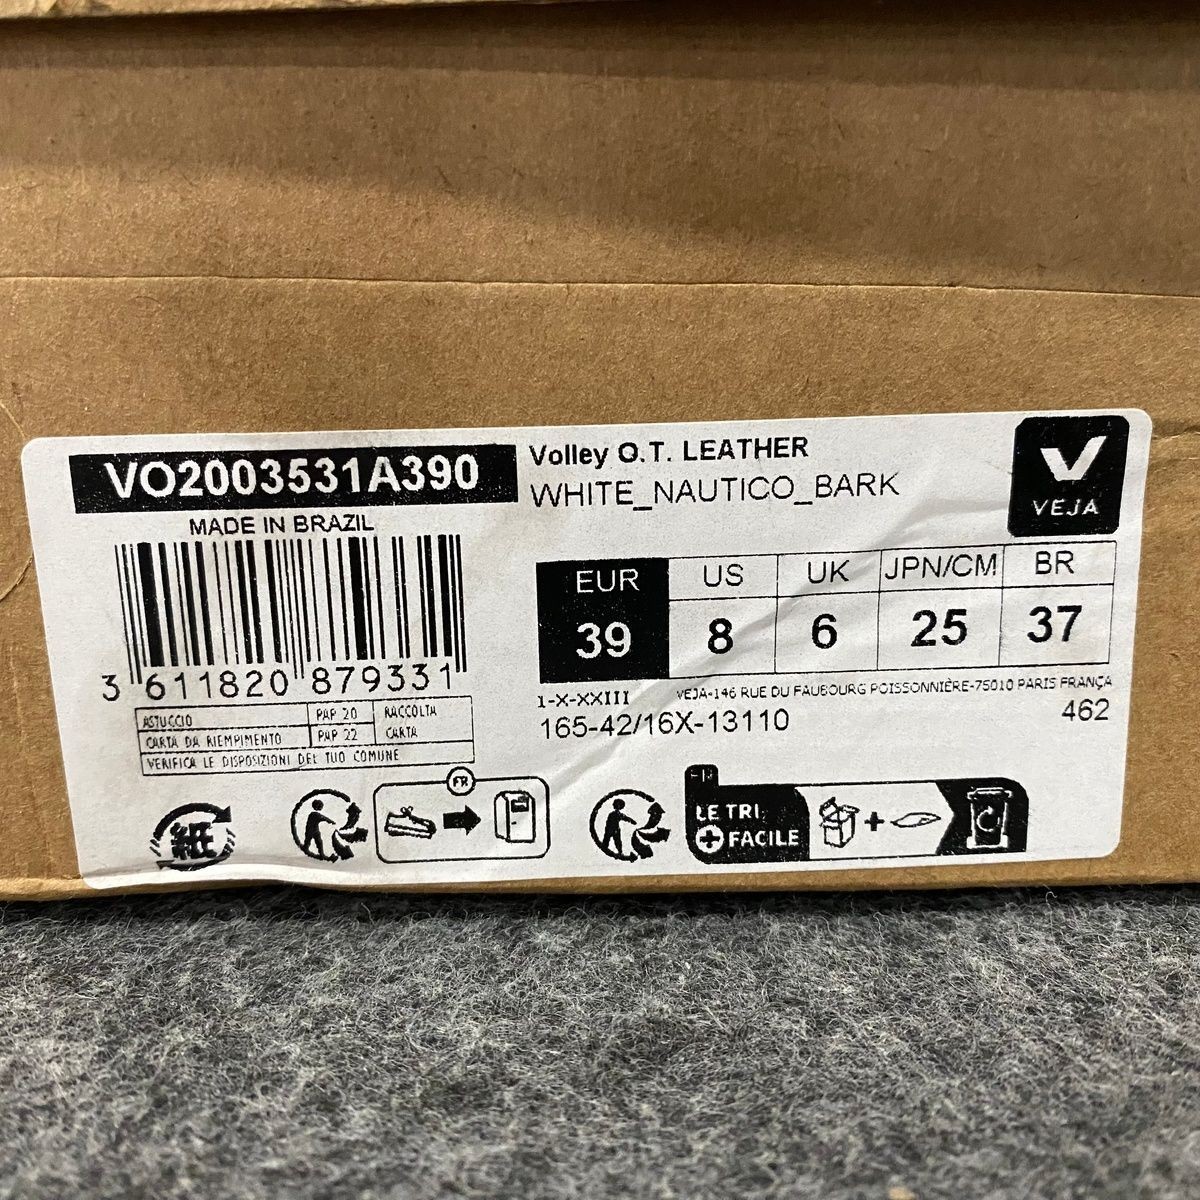 VO2003531A390
MADE IN BRAZIL
3 611820 879331
ASTUCCIO PAP 20 RACCOLTA
CARTA DA RIEMPIMENTO PAP 22 CARTA
VERIFICA LE DISPOSIZIONI DEL TUO COMUNE
Volley O.T. LEATHER
WHITE_NAUTICO_BARK
VEJA
EUR US UK JPN/CM BR
39 8 6 25 37
1-X-XXIII VEJA-146 RUE DU FAUBOURG POISSONNIÈRE-75010 PARIS FRANÇA
165-42/16X-13110 462
紙
FR
FR
LE TRI
+ FACILE
+